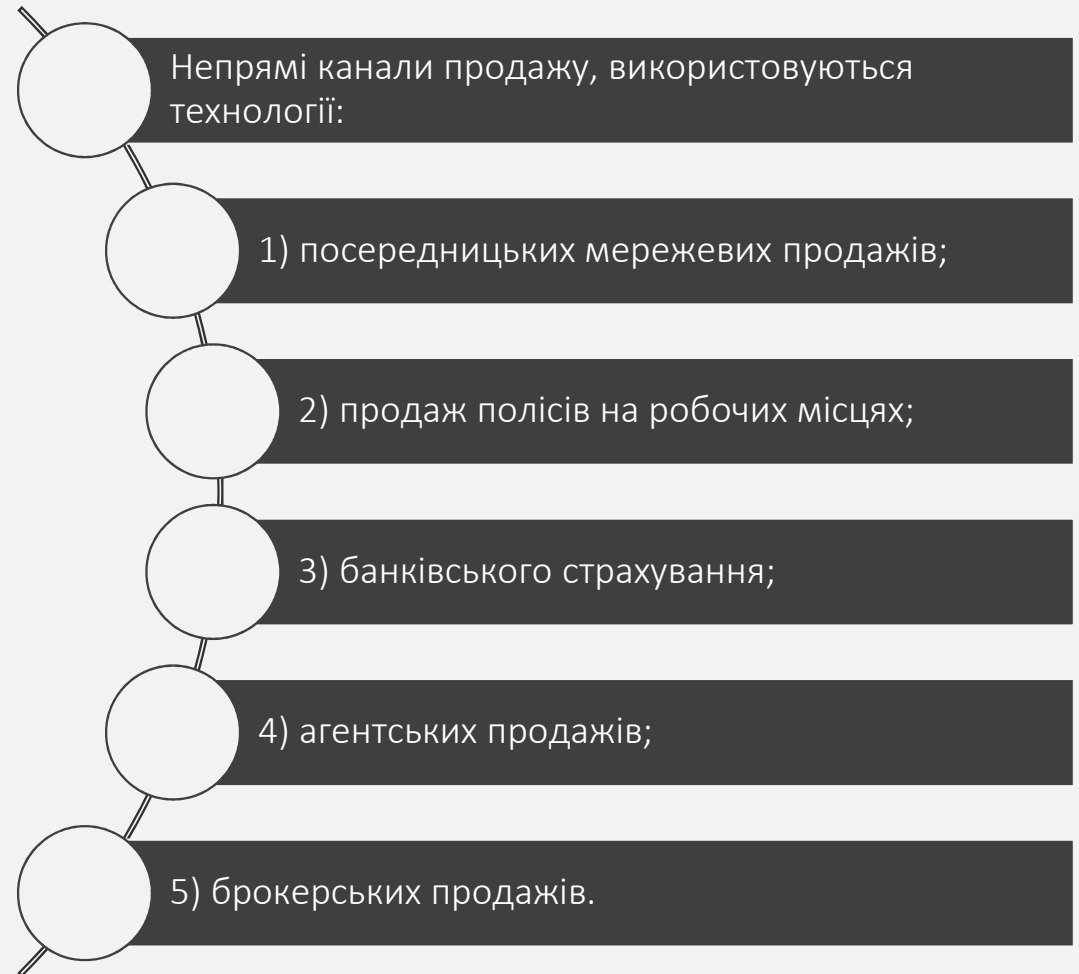 Непрямі канали продажу, використовуються
технології:
1) посередницьких мережевих продажів;
2) продаж полісів на робочих місцях;
3) банківського страхування;
4) агентських продажів;
5) брокерських продажів.